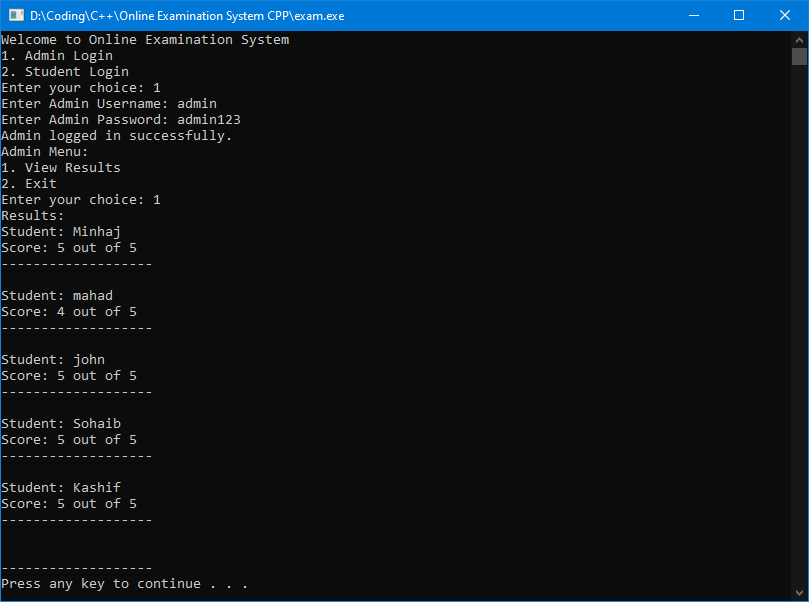 D:\Coding\C++\Online Examination System CPP\exam.exe
Welcome to Online Examination System
1. Admin Login
2. Student Login
Enter your choice: 1
Enter Admin Username: admin
Enter Admin Password: admin123
Admin logged in successfully.
Admin Menu:
1. View Results
2. Exit
Enter your choice: 1
Results:
Student: Minhaj
Score: 5 out of 5
-------------------
Student: mahad
Score: 4 out of 5
-------------------
Student: john
Score: 5 out of 5
-------------------
Student: Sohaib
Score: 5 out of 5
-------------------
Student: Kashif
Score: 5 out of 5
-------------------
-------------------
Press any key to continue . . .